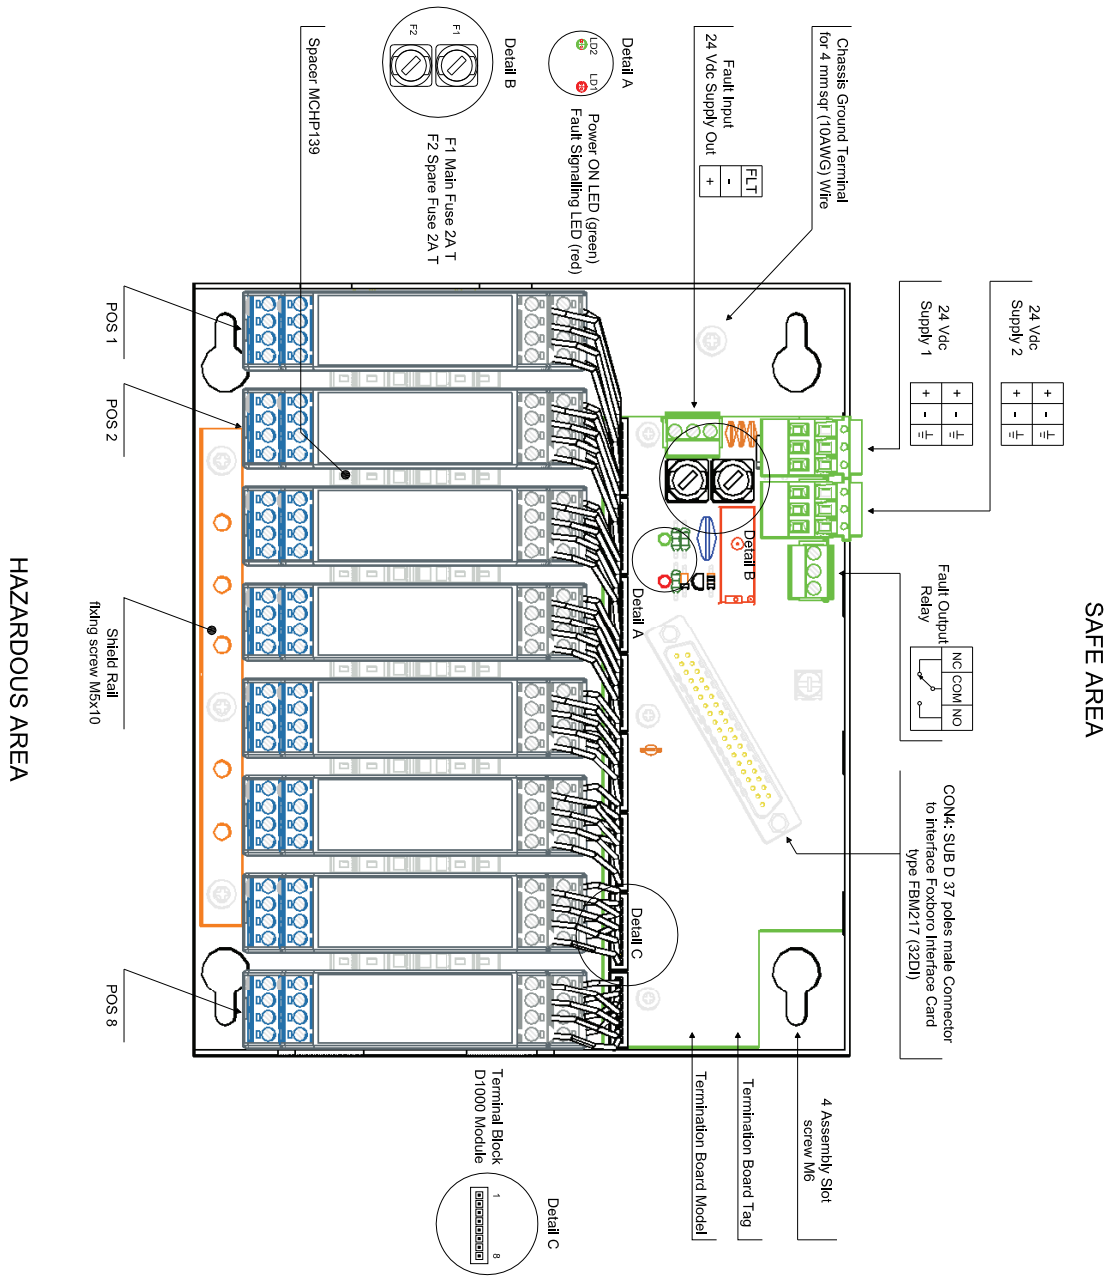 SAFE AREA
24 Vdc
Supply 2
+
-
+
-
24 Vdc
Supply 1
+
-
+
-
Fault Output
Relay
NC
COM
NO
CON4: SUB D 37 poles male Connector
to interface Foxboro Interface Card
type FBM217 (32DI)
4 Assembly Slot
screw M6
Chassis Ground Terminal
for 4 mmsqr (10AWG) Wire
Fault Input
24 Vdc Supply Out
FLT
-
+
Termination Board Tag
Termination Board Model
Detail A
LD2
LD1
Power ON LED (green)
Fault Signalling LED (red)
Detail B
F1
F2
F1 Main Fuse 2A T
F2 Spare Fuse 2A T
Spacer MCHP139
Detail B
Detail A
Detail C
Detail C
1
8
Terminal Block
D1000 Module
POS 1
POS 2
Shield Rail
fixing screw M5x10
POS 8
HAZARDOUS AREA